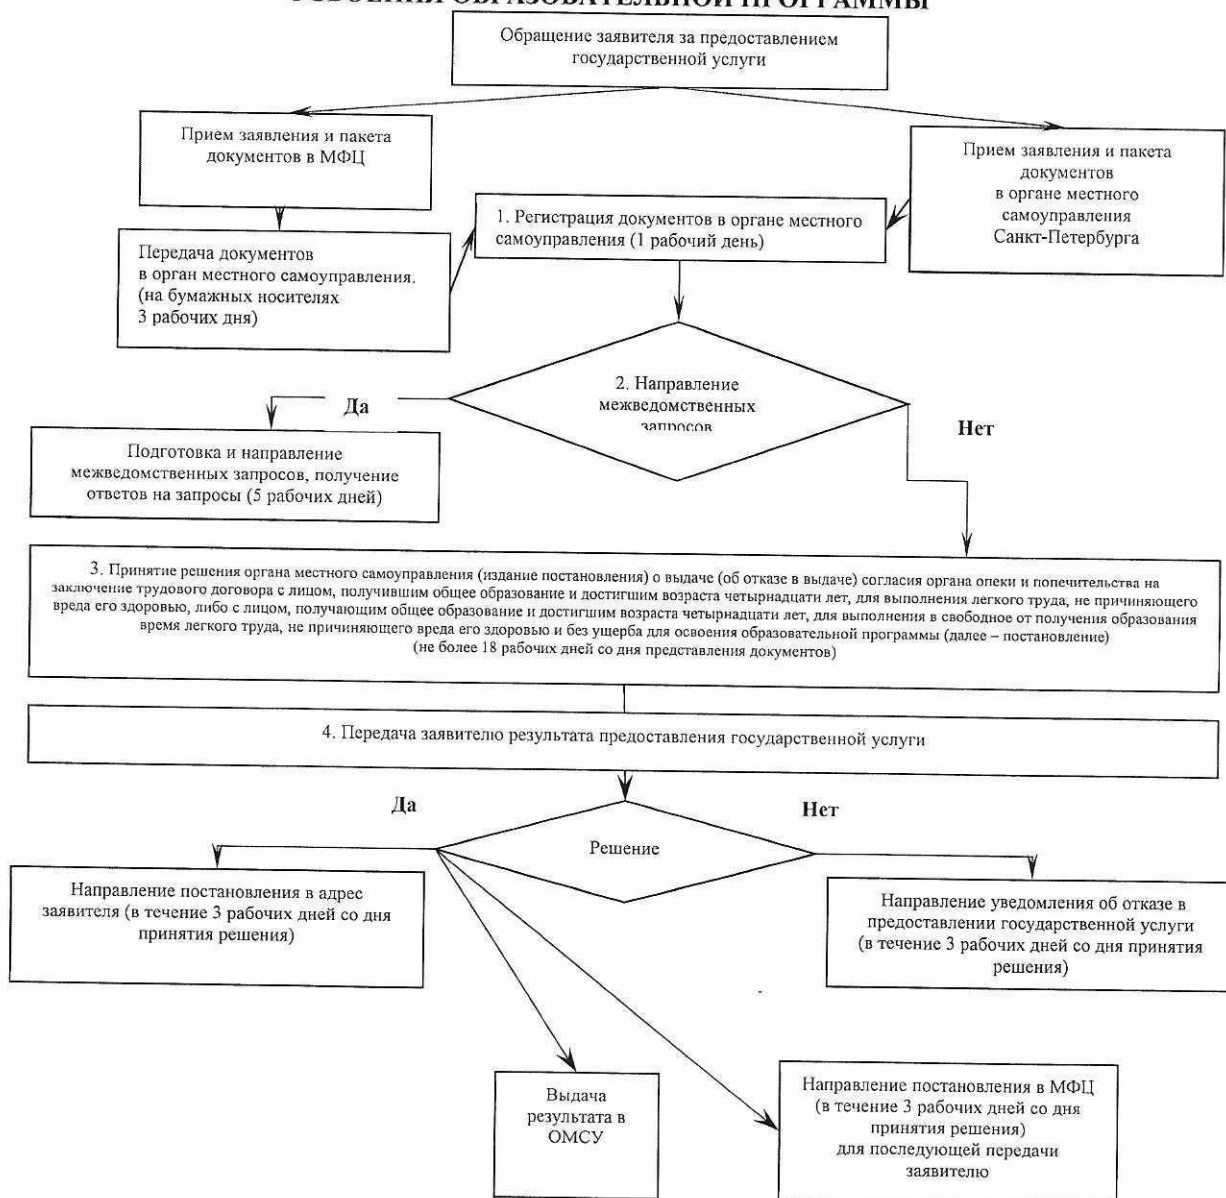 ОСВОЕНИЯ ОБРАЗОВАТЕЛЬНОЙ ПРОГРАММЫ
Обращение заявителя за предоставлением
государственной услуги
Прием заявления и пакета
документов в МФЦ
Прием заявления и пакета
документов
в органе местного
самоуправления
Санкт-Петербурга
1. Регистрация документов в органе местного
самоуправления (1 рабочий день)
Передача документов
в орган местного самоуправления.
(на бумажных носителях
3 рабочих дня)
2. Направление
межведомственных
запросов
Да
Нет
Подготовка и направление
межведомственных запросов, получение
ответов на запросы (5 рабочих дней)
3. Принятие решения органа местного самоуправления (издание постановления) о выдаче (об отказе в выдаче) согласия органа опеки и попечительства на
заключение трудового договора с лицом, получившим общее образование и достигшим возраста четырнадцати лет, для выполнения легкого труда, не причиняющего
вреда его здоровью, либо с лицом, получающим общее образование и достигшим возраста четырнадцати лет, для выполнения в свободное от получения образования
время легкого труда, не причиняющего вреда его здоровью и без ущерба для освоения образовательной программы (далее – постановление)
(не более 18 рабочих дней со дня представления документов)
4. Передача заявителю результата предоставления государственной услуги
Да
Нет
Решение
Направление постановления в адрес
заявителя (в течение 3 рабочих дней со дня
принятия решения)
Направление уведомления об отказе в
предоставлении государственной услуги
(в течение 3 рабочих дней со дня принятия
решения)
Выдача
результата в
ОМСУ
Направление постановления в МФЦ
(в течение 3 рабочих дней со дня
принятия решения)
для последующей передачи
заявителю